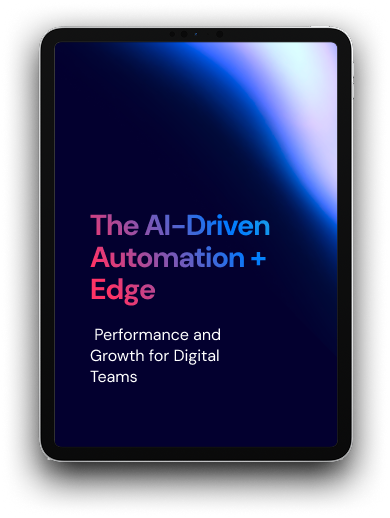 The AI-Driven
Automation +
Edge
Performance and
Growth for Digital
Teams